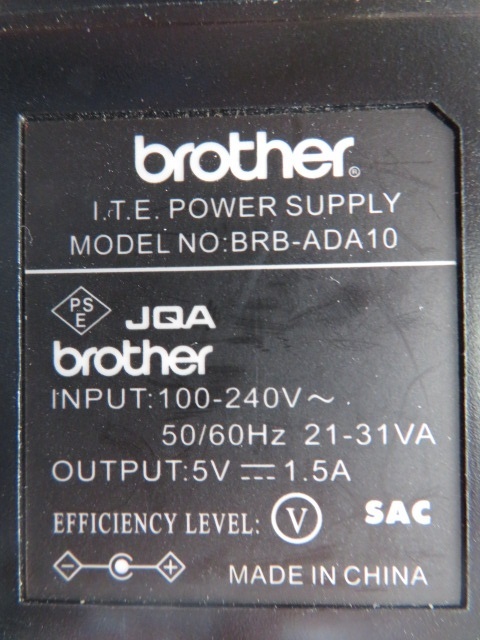 brother®
I.T.E. POWER SUPPLY
MODEL NO:BRB-ADA10
PS
E
JQA
brother
INPUT:100-240V～
50/60Hz 21-31VA
OUTPUT:5V ⎓ 1.5A
EFFICIENCY LEVEL: V
SAC
- +
MADE IN CHINA